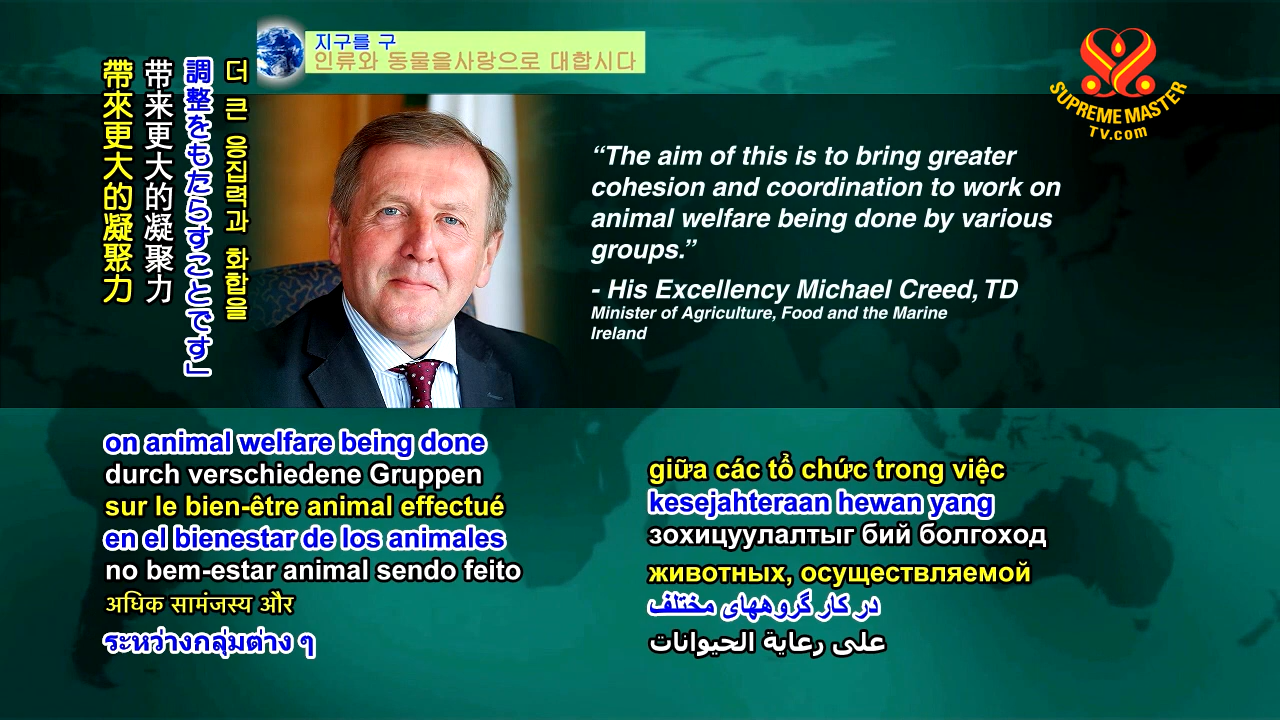 지구를 구
인류와 동물을사랑으로 대합시다
SUPREME MASTER
TV.com
帶來更大的凝聚力
带来更大的凝聚力
調整をもたらすことです」
더 큰 응집력과 화합을
“The aim of this is to bring greater
cohesion and coordination to work on
animal welfare being done by various
groups.”
- His Excellency Michael Creed, TD
Minister of Agriculture, Food and the Marine
Ireland
on animal welfare being done
durch verschiedene Gruppen
sur le bien-être animal effectué
en el bienestar de los animales
no bem-estar animal sendo feito
अधिक सामंजस्य और
ระหว่างกลุ่มต่าง ๆ
giữa các tổ chức trong việc
kesejahteraan hewan yang
зохицуулалтыг бий болгоход
животных, осуществляемой
در کار گروههای مختلف
على رعاية الحيوانات